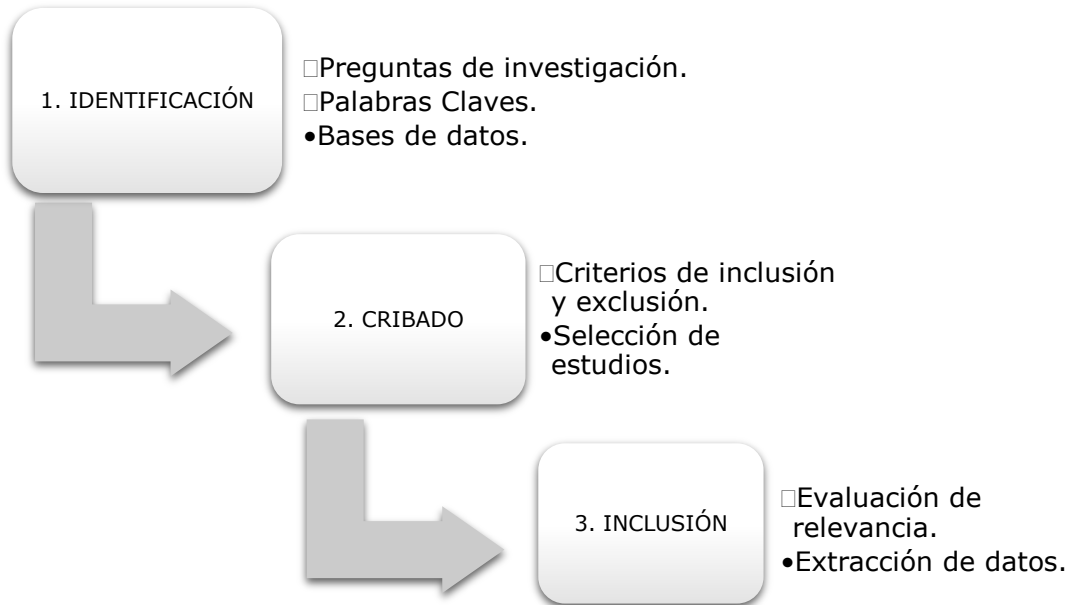 1. IDENTIFICACIÓN
□Preguntas de investigación.
□Palabras Claves.
•Bases de datos.
2. CRIBADO
□Criterios de inclusión
y exclusión.
•Selección de
estudios.
3. INCLUSIÓN
□Evaluación de
relevancia.
•Extracción de datos.